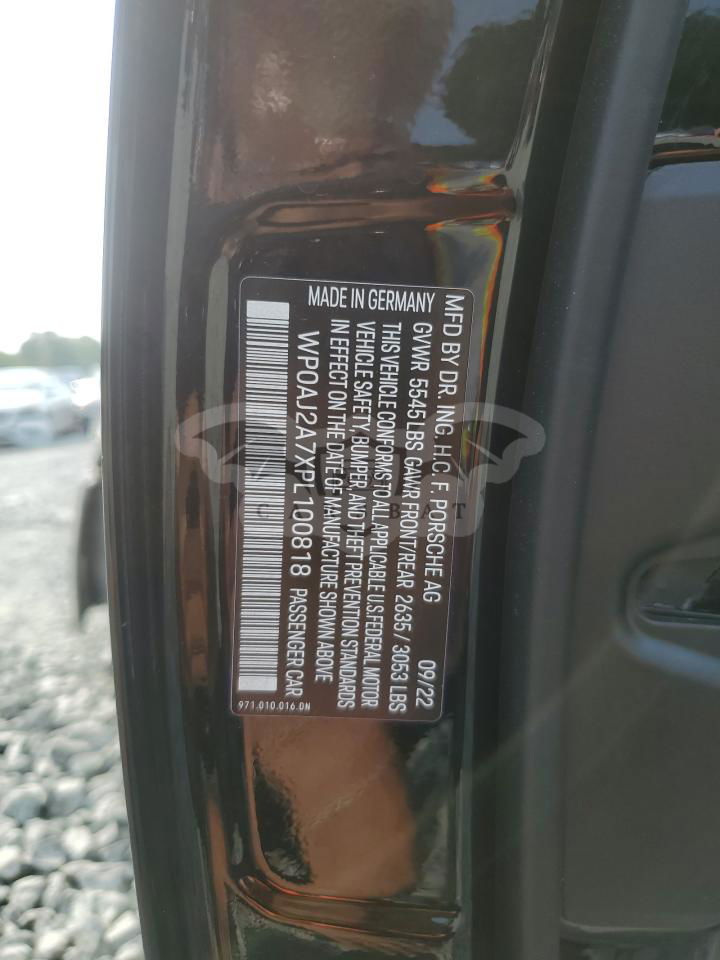 MFD BY DR. ING. H.C. F. PORSCHE AG 09/22
GVWR 5545 LBS GAWR FRONT/REAR 2635 / 3053 LBS
THIS VEHICLE CONFORMS TO ALL APPLICABLE U.S.FEDERAL MOTOR
VEHICLE SAFETY, BUMPER, AND THEFT PREVENTION STANDARDS
IN EFFECT ON THE DATE OF MANUFACTURE SHOWN ABOVE
MADE IN GERMANY
WP0AJ2A7XPL100818 PASSENGER CAR
971.010.016.DN